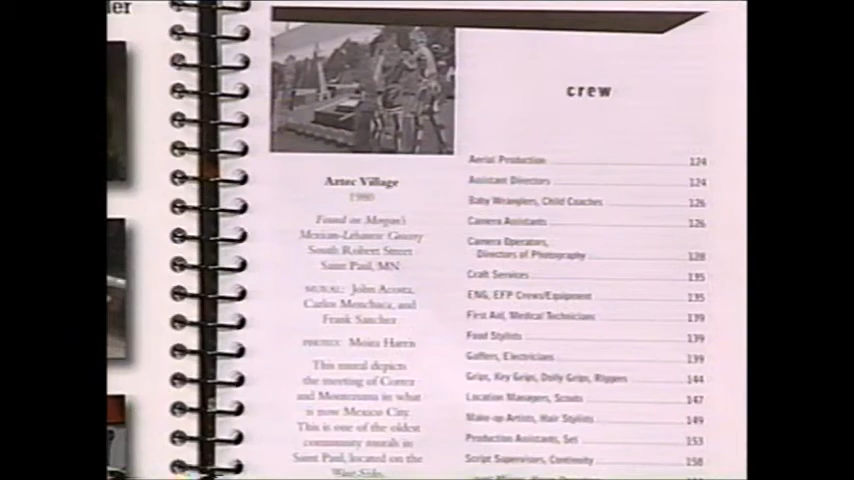 ler
Aztec Village
1980
Found on Morgan's
Mexican-Lebanese Grocery
South Robert Street
Saint Paul, MN
MURAL: John Acosta,
Carlos Menchaca, and
Frank Sanchez
PHOTO: Moira Harris
This mural depicts
the meeting of Cortez
and Montezuma in what
is now Mexico City.
This is one of the oldest
community murals in
Saint Paul, located on the
West Side.
crew
Aerial Production 124
Assistant Directors 124
Baby Wranglers, Child Coaches 126
Camera Assistants 126
Camera Operators,
Directors of Photography 128
Craft Services 135
ENG, EFP Crews/Equipment 135
First Aid, Medical Technicians 139
Food Stylists 139
Gaffers, Electricians 139
Grips, Key Grips, Dolly Grips, Riggers 144
Location Managers, Scouts 147
Make-up Artists, Hair Stylists 149
Production Assistants, Set 153
Script Supervisors, Continuity 158